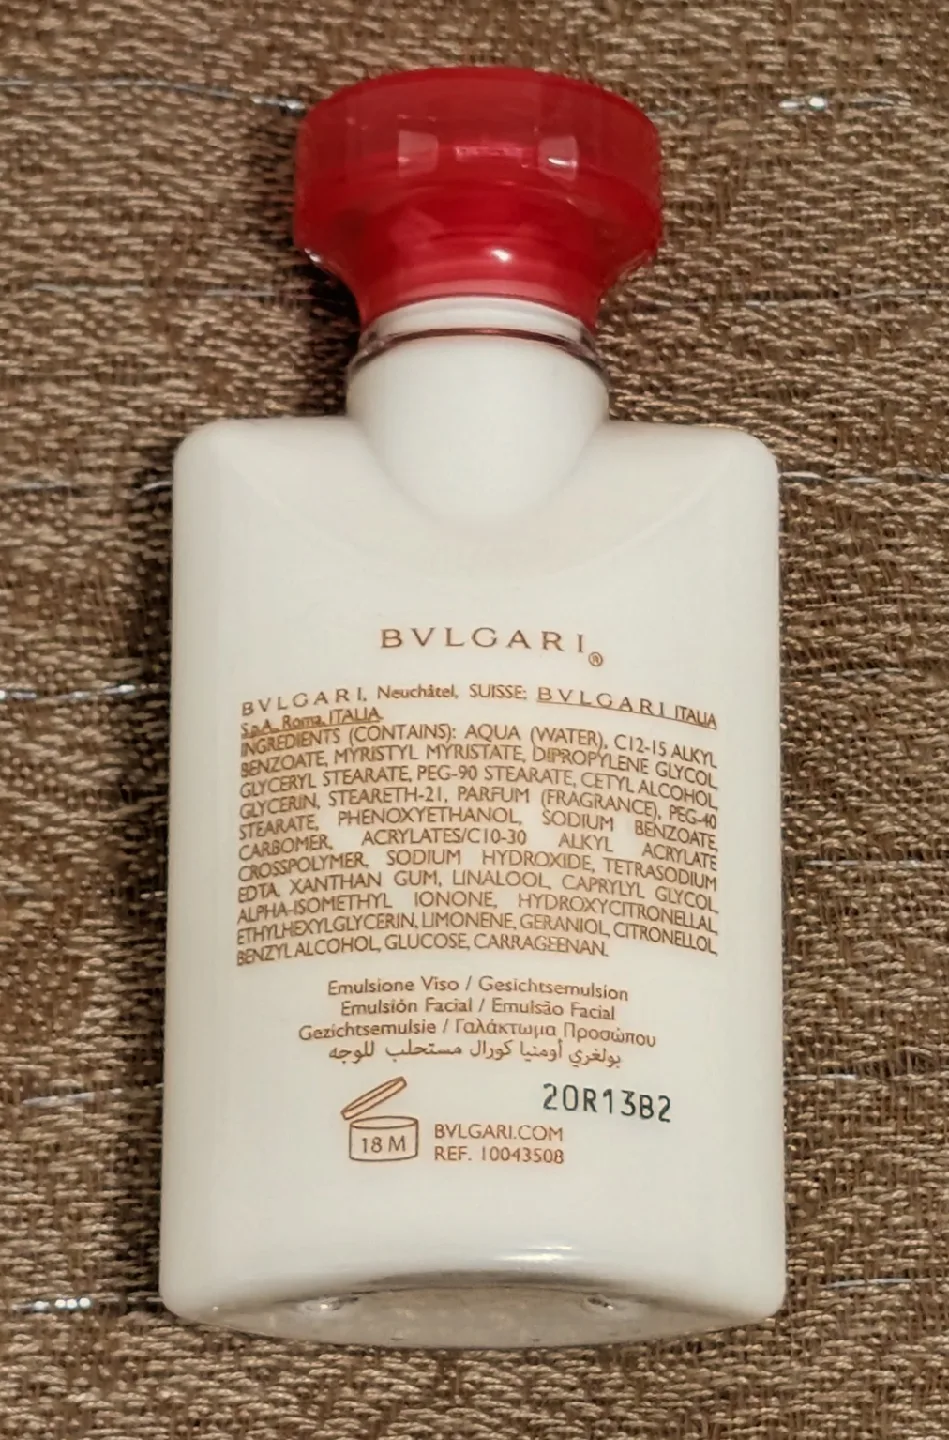 BVLGARI®
BVLGARI, Neuchâtel, SUISSE: BVLGARI ITALIA
S.p.A. Roma, ITALIA
INGREDIENTS (CONTAINS): AQUA (WATER), C12-15 ALKYL
BENZOATE, MYRISTYL MYRISTATE, DIPROPYLENE GLYCOL,
GLYCERYL STEARATE, PEG-90 STEARATE, CETYL ALCOHOL,
GLYCERIN, STEARETH-21, PARFUM (FRAGRANCE), PEG-40
STEARATE, PHENOXYETHANOL, SODIUM BENZOATE,
CARBOMER, ACRYLATES/C10-30 ALKYL ACRYLATE
CROSSPOLYMER, SODIUM HYDROXIDE, TETRASODIUM
EDTA, XANTHAN GUM, LINALOOL, CAPRYLYL GLYCOL,
ALPHA-ISOMETHYL IONONE, HYDROXYCITRONELLAL,
ETHYLHEXYLGLYCERIN, LIMONENE, GERANIOL, CITRONELLOL,
BENZYL ALCOHOL, GLUCOSE, CARRAGEENAN.
Emulsione Viso / Gesichtsemulsion
Emulsión Facial / Emulsão Facial
Gezichtsemulsie / Γαλάκτωμα Προσώπου
بولغري أومنيا كورال مستحلب للوجه
20R13B2
18 M
BVLGARI.COM
REF. 10043508